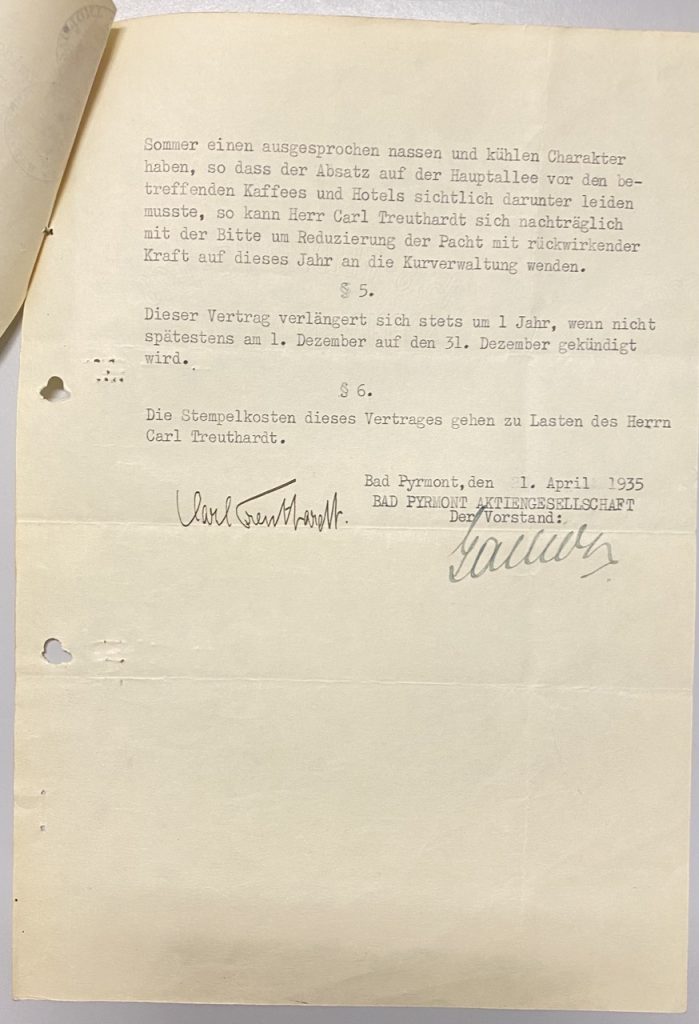 Sommer einen ausgesprochen nassen und kühlen Charakter
haben, so dass der Absatz auf der Hauptallee vor den be-
treffenden Kaffees und Hotels sichtlich darunter leiden
musste, so kann Herr Carl Treuthardt sich nachträglich
mit der Bitte um Reduzierung der Pacht mit rückwirkender
Kraft auf dieses Jahr an die Kurverwaltung wenden.
§ 5.
Dieser Vertrag verlängert sich stets um 1 Jahr, wenn nicht
spätestens am 1. Dezember auf den 31. Dezember gekündigt
wird.
§ 6.
Die Stempelkosten dieses Vertrages gehen zu Lasten des Herrn
Carl Treuthardt.
Bad Pyrmont,den 1. April 1935
BAD PYRMONT AKTIENGESELLSCHAFT
Der Vorstand:
Carl Treuthardt.